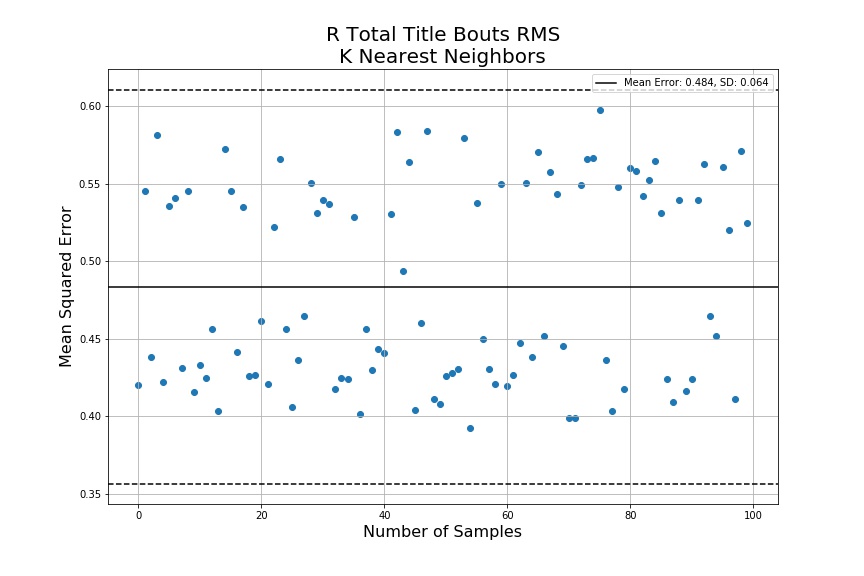 R Total Title Bouts RMS
K Nearest Neighbors
Mean Error: 0.484, SD: 0.064
0.60
0.55
0.50
0.45
0.40
0.35
Mean Squared Error
0 20 40 60 80 100
Number of Samples